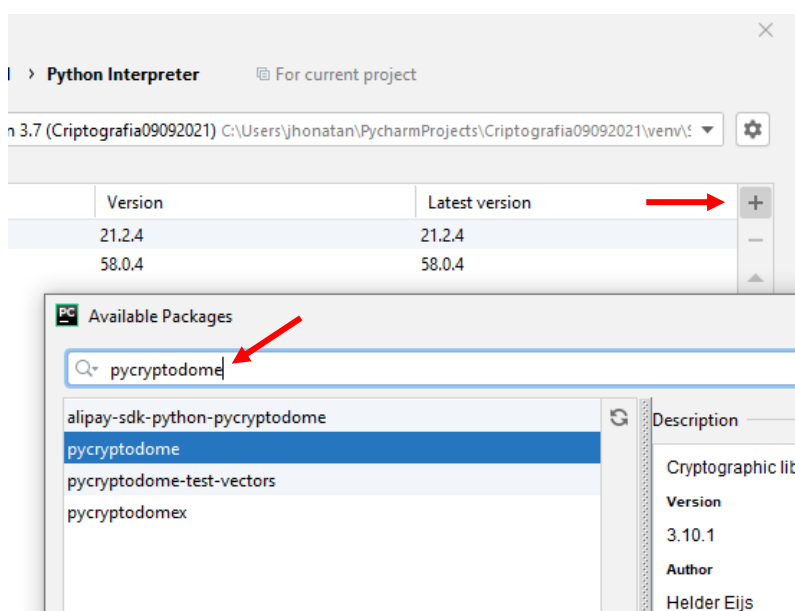 › Python Interpreter For current project
n 3.7 (Criptografia09092021) C:\Users\jhonatan\PycharmProjects\Criptografia09092021\venv\
Version Latest version
21.2.4 21.2.4
58.0.4 58.0.4
PC Available Packages
pycryptodome
alipay-sdk-python-pycryptodome
Description
pycryptodome
Cryptographic lib
pycryptodome-test-vectors
Version
pycryptodomex
3.10.1
Author
Helder Eijs